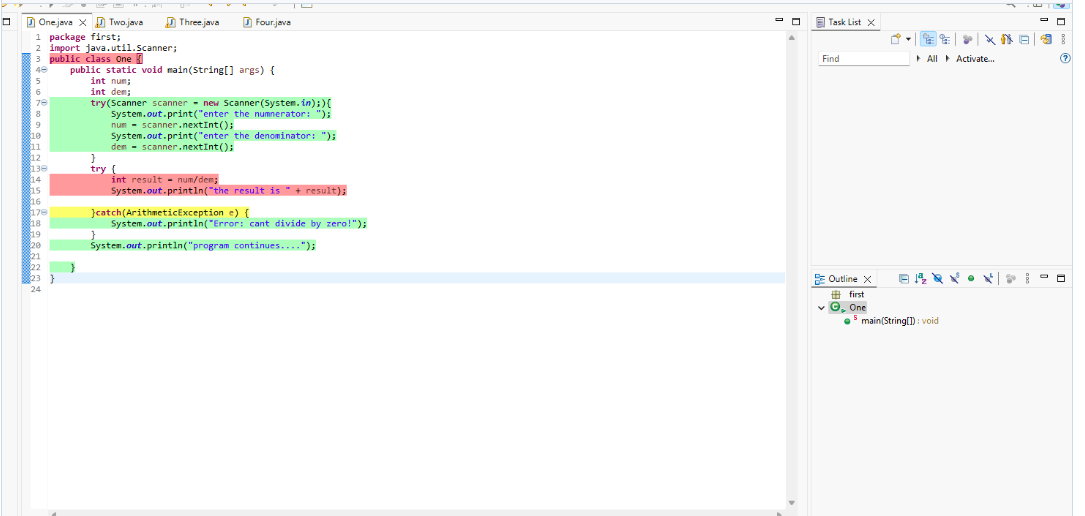 One.java
Two.java
Three.java
Four.java
1 package first;
2 import java.util.Scanner;
3 public class One {
4 public static void main(String[] args) {
5 int num;
6 int dem;
7 try(Scanner scanner = new Scanner(System.in);){
8 System.out.print("enter the numnerator: ");
9 num = scanner.nextInt();
10 System.out.print("enter the denominator: ");
11 dem = scanner.nextInt();
12 }
13 try {
14 int result = num/dem;
15 System.out.println("the result is " + result);
16
17 }catch(ArithmeticException e) {
18 System.out.println("Error: cant divide by zero!");
19 }
20 System.out.println("program continues....");
21
22 }
23 }
24
Task List
Find
All
Activate...
Outline
first
One
main(String[]) : void